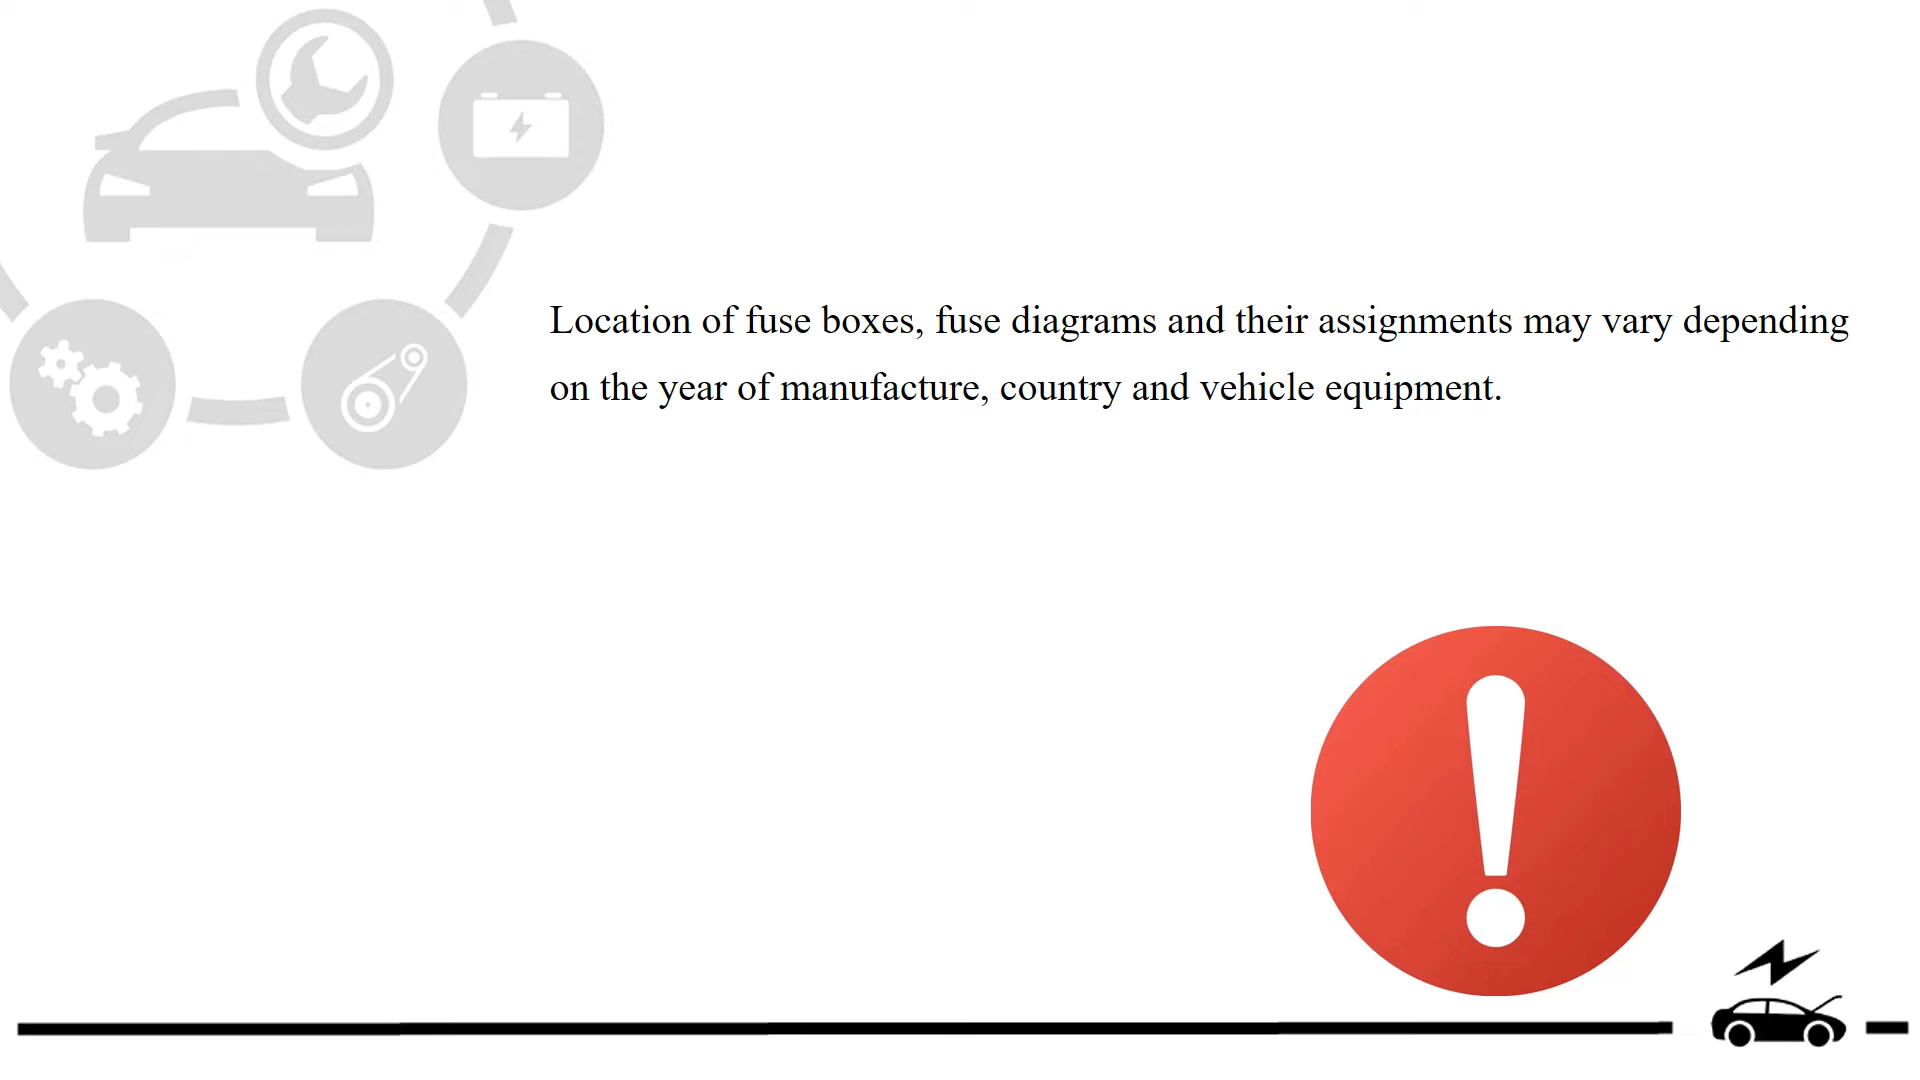 Location of fuse boxes, fuse diagrams and their assignments may vary depending
on the year of manufacture, country and vehicle equipment.